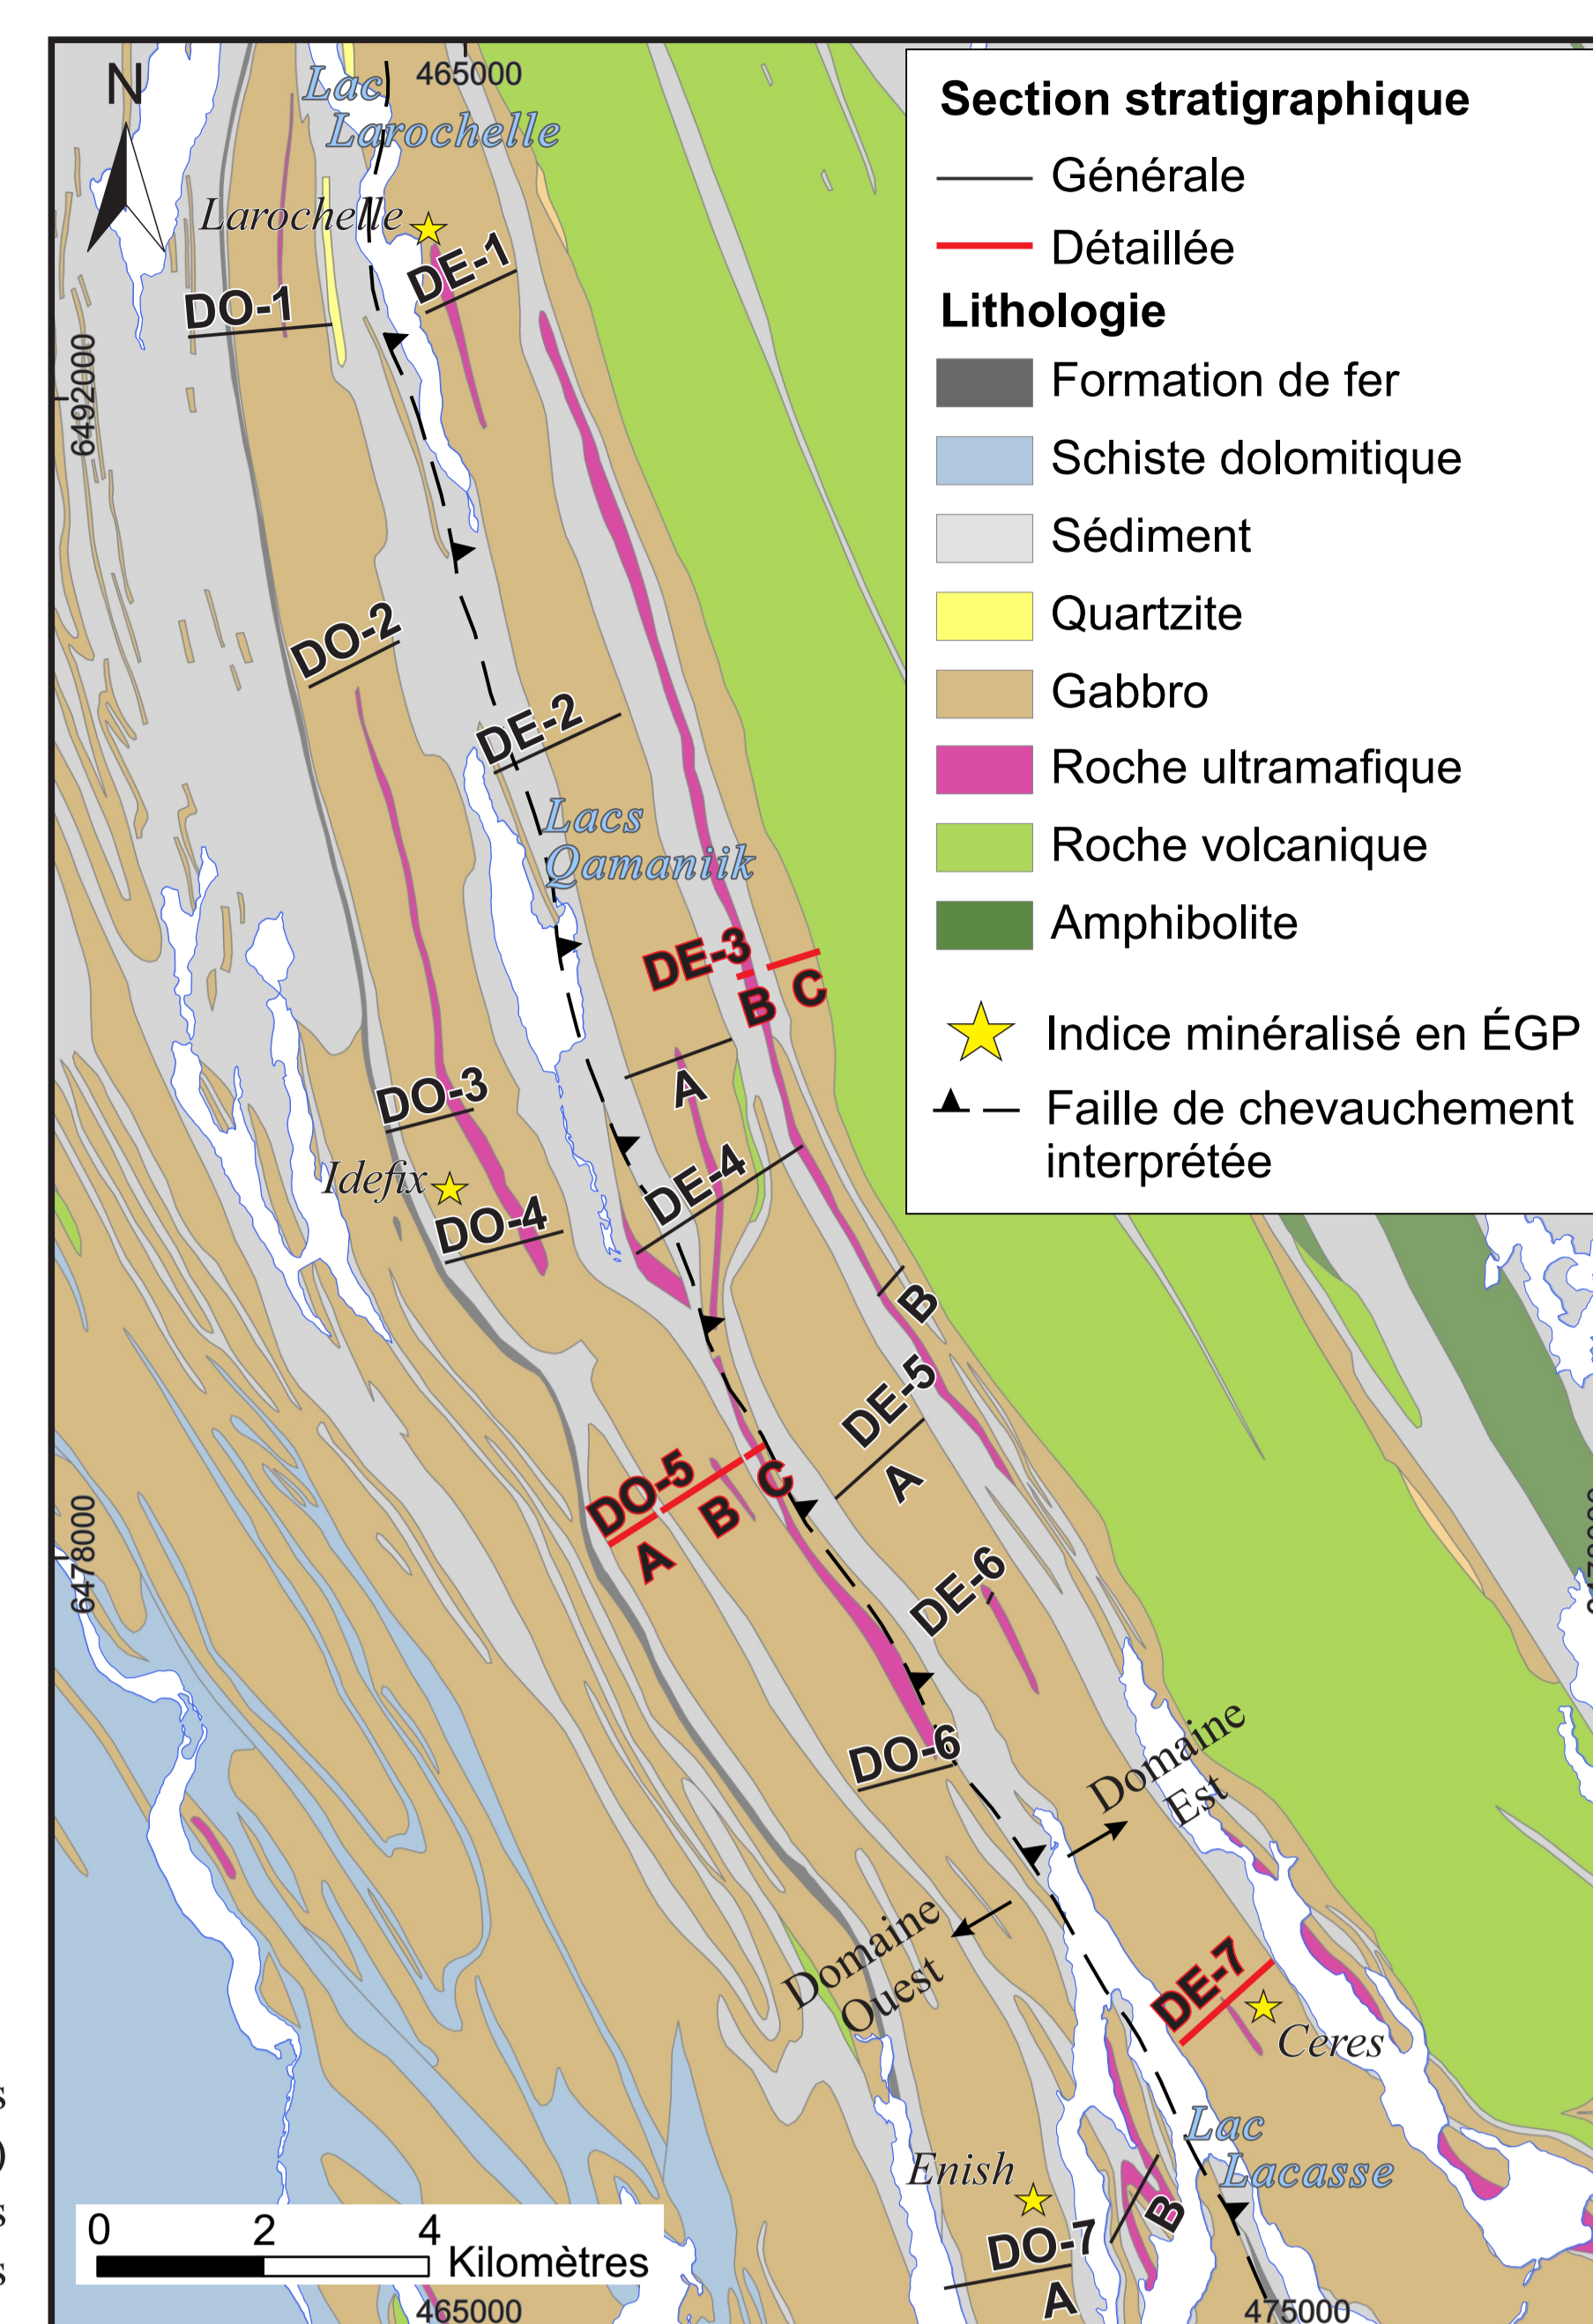 N
Lac
Larochelle
465000
Larochelle
DE-1
DO-1
6492000
DO-2
DE-2
Lacs
Qamaniik
DE-3
B
C
A
DO-3
DE-4
Idefix
DO-4
B
DE-5
A
DO-5
A
B
C
6478000
DE-6
DO-6
Domaine
Est
Domaine
Ouest
DE-7
Ceres
Lac
Lacasse
Enish
B
DO-7
A
0 2 4
Kilomètres
465000
475000
Section stratigraphique
Générale
Détaillée
Lithologie
Formation de fer
Schiste dolomitique
Sédiment
Quartzite
Gabbro
Roche ultramafique
Roche volcanique
Amphibolite
Indice minéralisé en ÉGP
Faille de chevauchement
interprétée
s
)
s
s